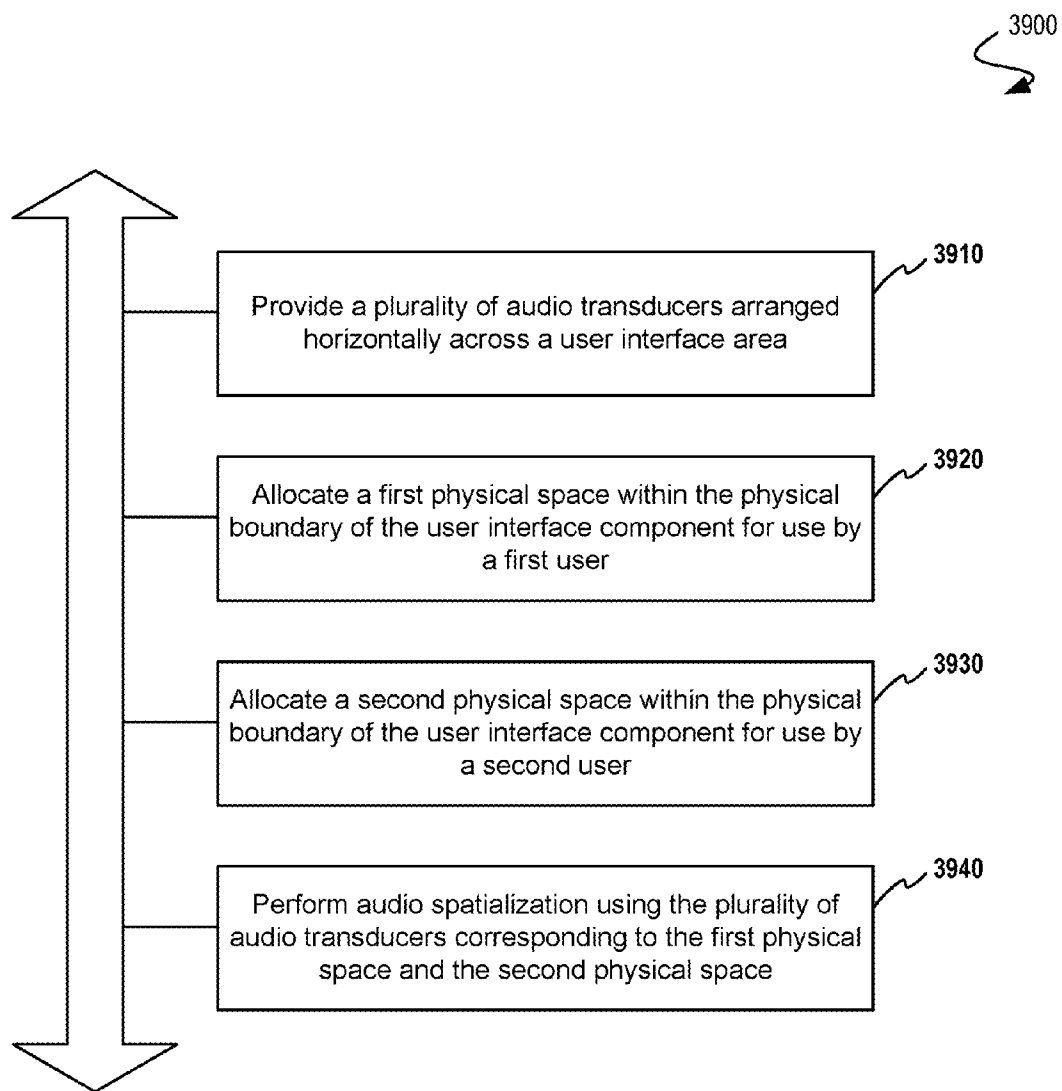 3900
3910
Provide a plurality of audio transducers arranged
horizontally across a user interface area
3920
Allocate a first physical space within the physical
boundary of the user interface component for use by
a first user
3930
Allocate a second physical space within the physical
boundary of the user interface component for use by
a second user
3940
Perform audio spatialization using the plurality of
audio transducers corresponding to the first physical
space and the second physical space